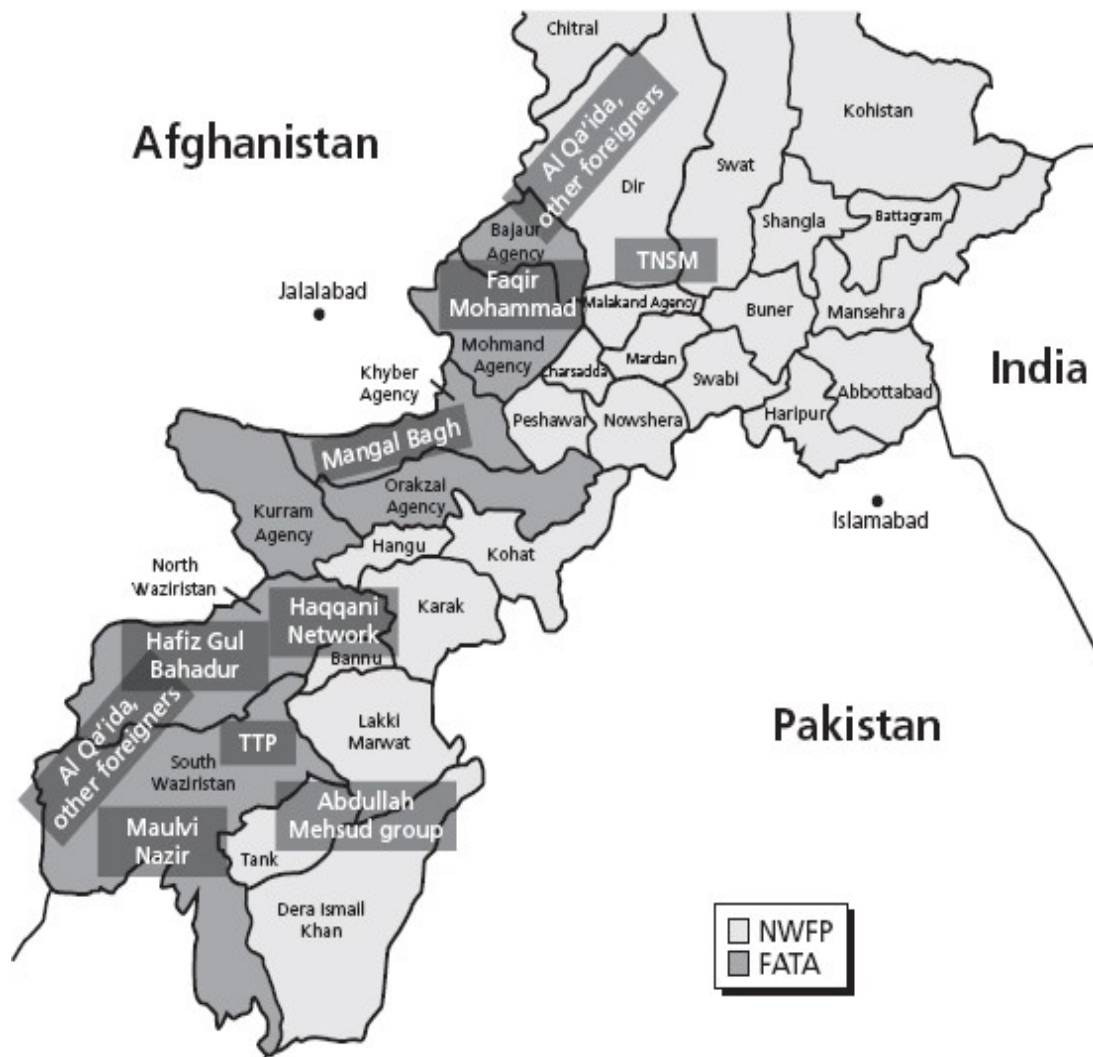 Chitral
Kohistan
Afghanistan
Al Qa'ida,
other foreigners
Swat
Dir
Shangla
Battagram
Bajaur
Agency
TNSM
Faqir
Mohammad
Jalalabad
Malakand Agency
Buner
Mansehra
Mohmand
Agency
Mardan
Charsadda
India
Khyber
Agency
Swabi
Abbottabad
Peshawar
Nowshera
Haripur
Mangal Bagh
Orakzai
Agency
Kurram
Agency
Islamabad
Hangu
Kohat
North
Waziristan
Haqqani
Network
Karak
Hafiz Gul
Bahadur
Bannu
Al Qa'ida,
other foreigners
Lakki
Marwat
Pakistan
TTP
South
Waziristan
Abdullah
Mehsud group
Maulvi
Nazir
Tank
Dera Ismail
Khan
NWFP
FATA